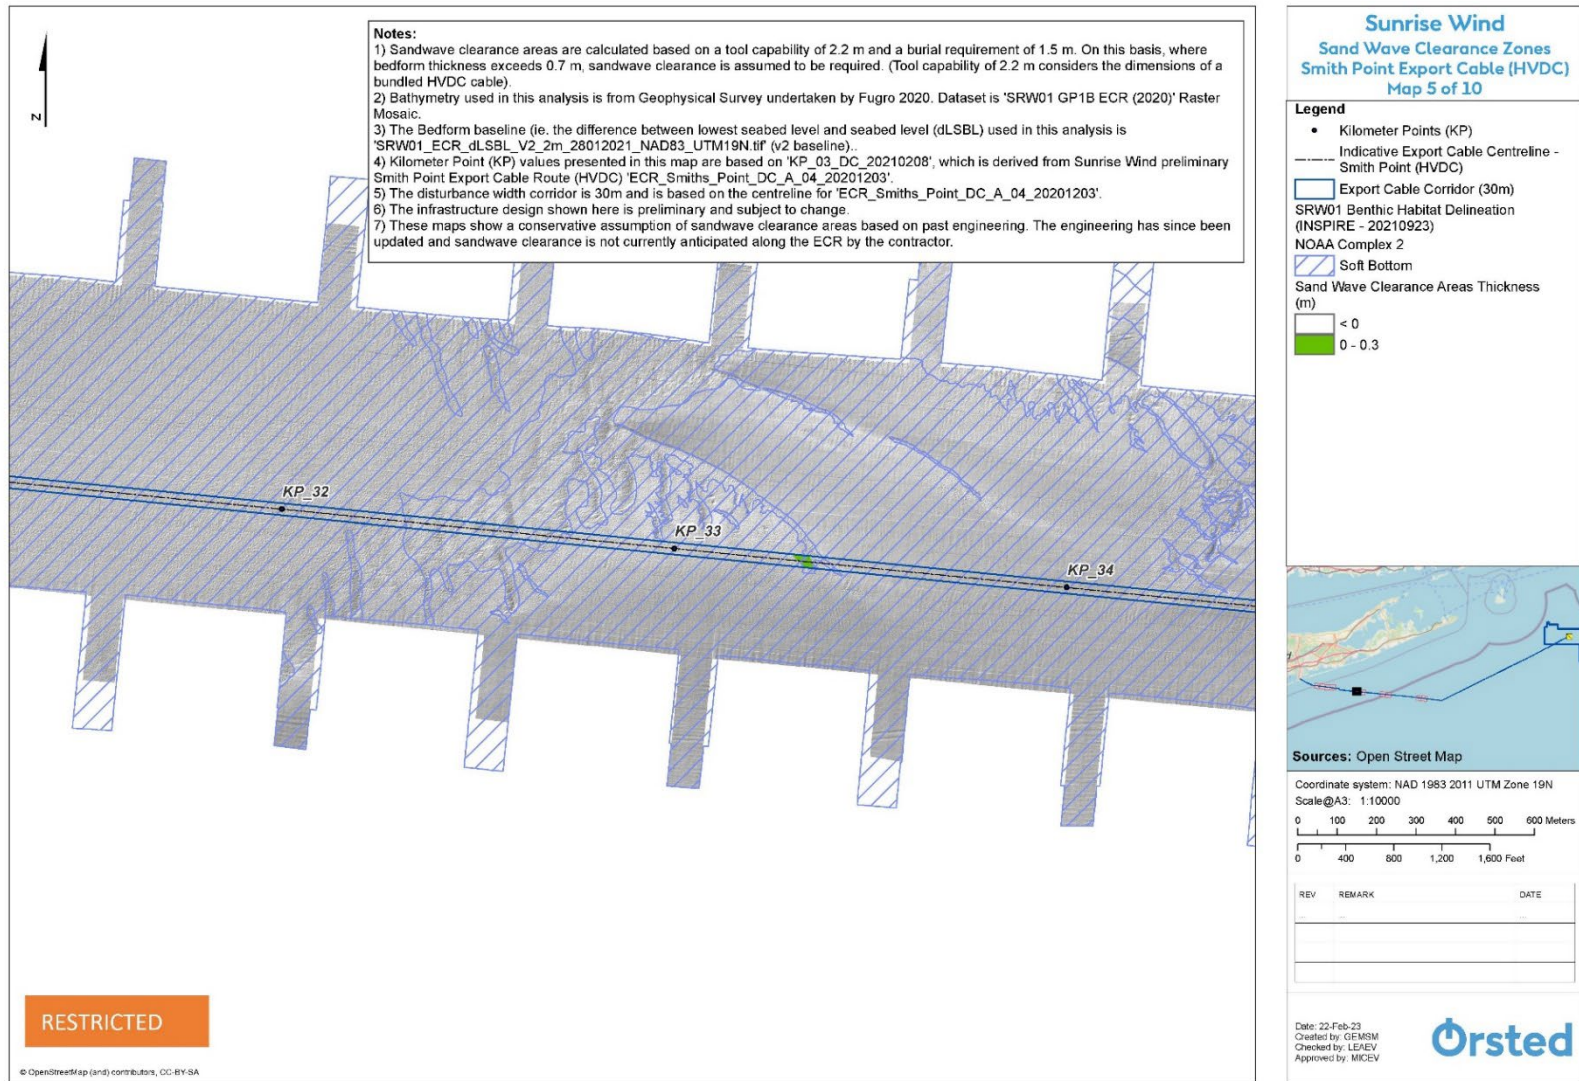 Notes:
1) Sandwave clearance areas are calculated based on a tool capability of 2.2 m and a burial requirement of 1.5 m. On this basis, where
bedform thickness exceeds 0.7 m, sandwave clearance is assumed to be required. (Tool capability of 2.2 m considers the dimensions of a
bundled HVDC cable).
2) Bathymetry used in this analysis is from Geophysical Survey undertaken by Fugro 2020. Dataset is 'SRW01 GP1B ECR (2020)' Raster
Mosaic.
3) The Bedform baseline (ie. the difference between lowest seabed level and seabed level (dLSBL) used in this analysis is
'SRW01_ECR_dLSBL_V2_2m_28012021_NAD83_UTM19N.tif' (v2 baseline)..
4) Kilometer Point (KP) values presented in this map are based on 'KP_03_DC_20210208', which is derived from Sunrise Wind preliminary
Smith Point Export Cable Route (HVDC) 'ECR_Smiths_Point_DC_A_04_20201203'.
5) The disturbance width corridor is 30m and is based on the centreline for 'ECR_Smiths_Point_DC_A_04_20201203'.
6) The infrastructure design shown here is preliminary and subject to change.
7) These maps show a conservative assumption of sandwave clearance areas based on past engineering. The engineering has since been
updated and sandwave clearance is not currently anticipated along the ECR by the contractor.
N
KP_32
KP_33
KP_34
RESTRICTED
© OpenStreetMap (and) contributors, CC-BY-SA
Sunrise Wind
Sand Wave Clearance Zones
Smith Point Export Cable (HVDC)
Map 5 of 10
Legend
Kilometer Points (KP)
Indicative Export Cable Centreline -
Smith Point (HVDC)
Export Cable Corridor (30m)
SRW01 Benthic Habitat Delineation
(INSPIRE - 20210923)
NOAA Complex 2
Soft Bottom
Sand Wave Clearance Areas Thickness
(m)
< 0
0 - 0.3
Sources: Open Street Map
Coordinate system: NAD 1983 2011 UTM Zone 19N
Scale@A3: 1:10000
0 100 200 300 400 500 600 Meters
0 400 800 1,200 1,600 Feet
REV REMARK DATE
... ... ...
Date: 22-Feb-23
Created by: GEMSM
Checked by: LEAEV
Approved by: MICEV
Orsted